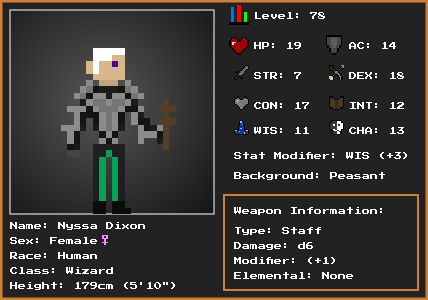 Level: 78
HP: 19 AC: 14
STR: 7 DEX: 18
CON: 17 INT: 12
WIS: 11 CHA: 13
Stat Modifier: WIS (+3)
Background: Peasant
Name: Nyssa Dixon
Sex: Female♀
Race: Human
Class: Wizard
Height: 179cm (5'10")
Weapon Information:
Type: Staff
Damage: d6
Modifier: (+1)
Elemental: None